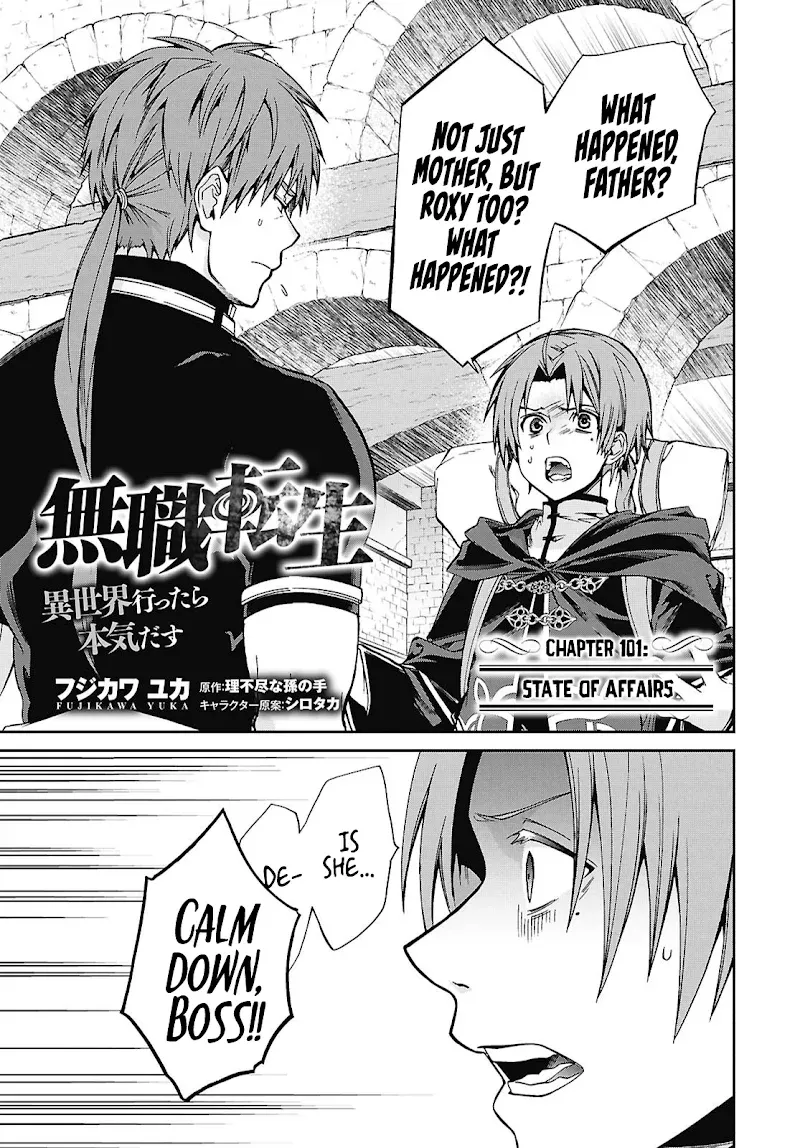 WHAT
HAPPENED,
FATHER?
NOT JUST
MOTHER, BUT
ROXY TOO?
WHAT
HAPPENED?!
無職転生
異世界行ったら
本気だす
フジカワ ユカ
FUJIKAWA YUKA
原作:理不尽な孫の手
キャラクター原案:シロタカ
CHAPTER 101:
STATE OF AFFAIRS
IS
SHE...
DE-
CALM
DOWN,
BOSS!!